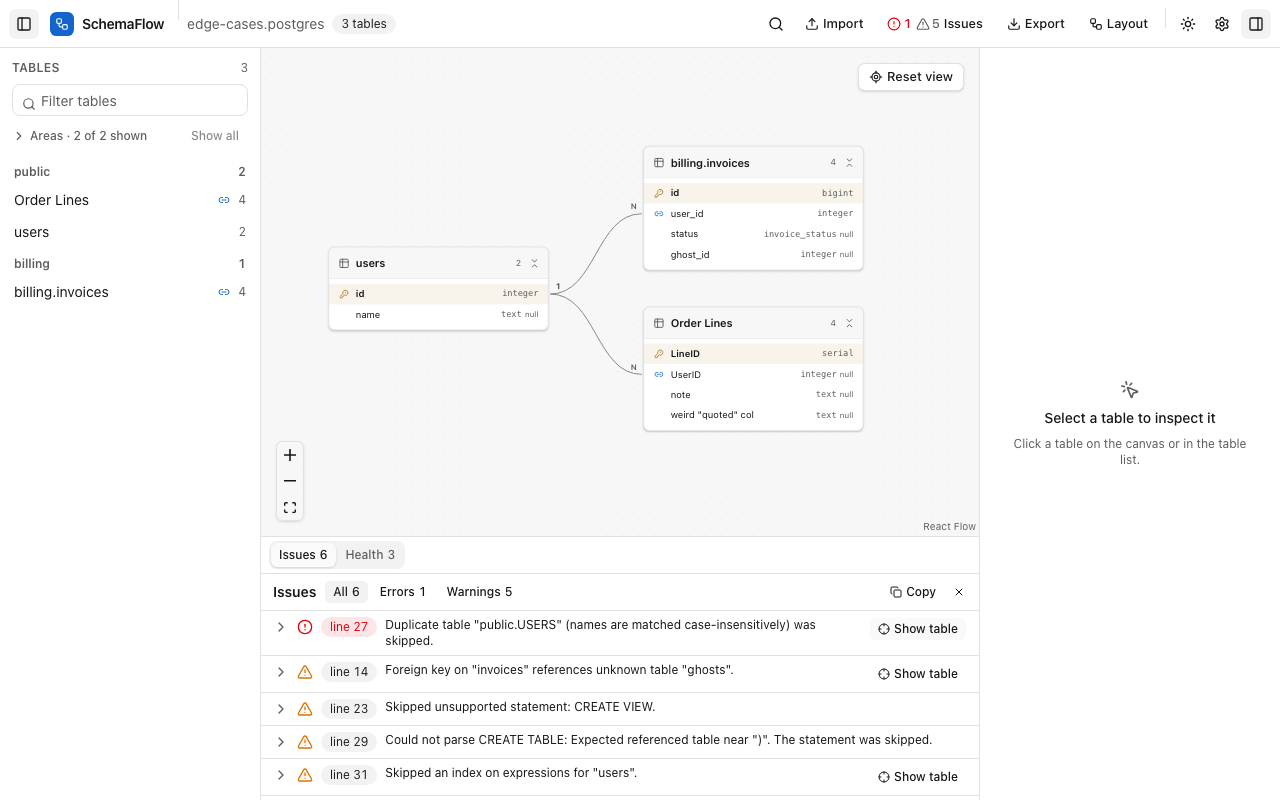 SchemaFlow
edge-cases.postgres
3 tables
Import
1
5 Issues
Export
Layout
TABLES
3
Filter tables
Areas · 2 of 2 shown
Show all
public
2
Order Lines
4
users
2
billing
1
billing.invoices
4
Reset view
billing.invoices
4
id
bigint
N
user_id
integer
status
invoice_status null
ghost_id
integer null
users
2
1
id
integer
name
text null
Order Lines
4
LineID
serial
N
UserID
integer null
note
text null
weird "quoted" col
text null
React Flow
Select a table to inspect it
Click a table on the canvas or in the table
list.
Issues 6
Health 3
Issues
All 6
Errors 1
Warnings 5
Copy
line 27
Duplicate table "public.USERS" (names are matched case-insensitively) was
skipped.
Show table
line 14
Foreign key on "invoices" references unknown table "ghosts".
Show table
line 23
Skipped unsupported statement: CREATE VIEW.
line 29
Could not parse CREATE TABLE: Expected referenced table near ")". The statement was skipped.
line 31
Skipped an index on expressions for "users".
Show table